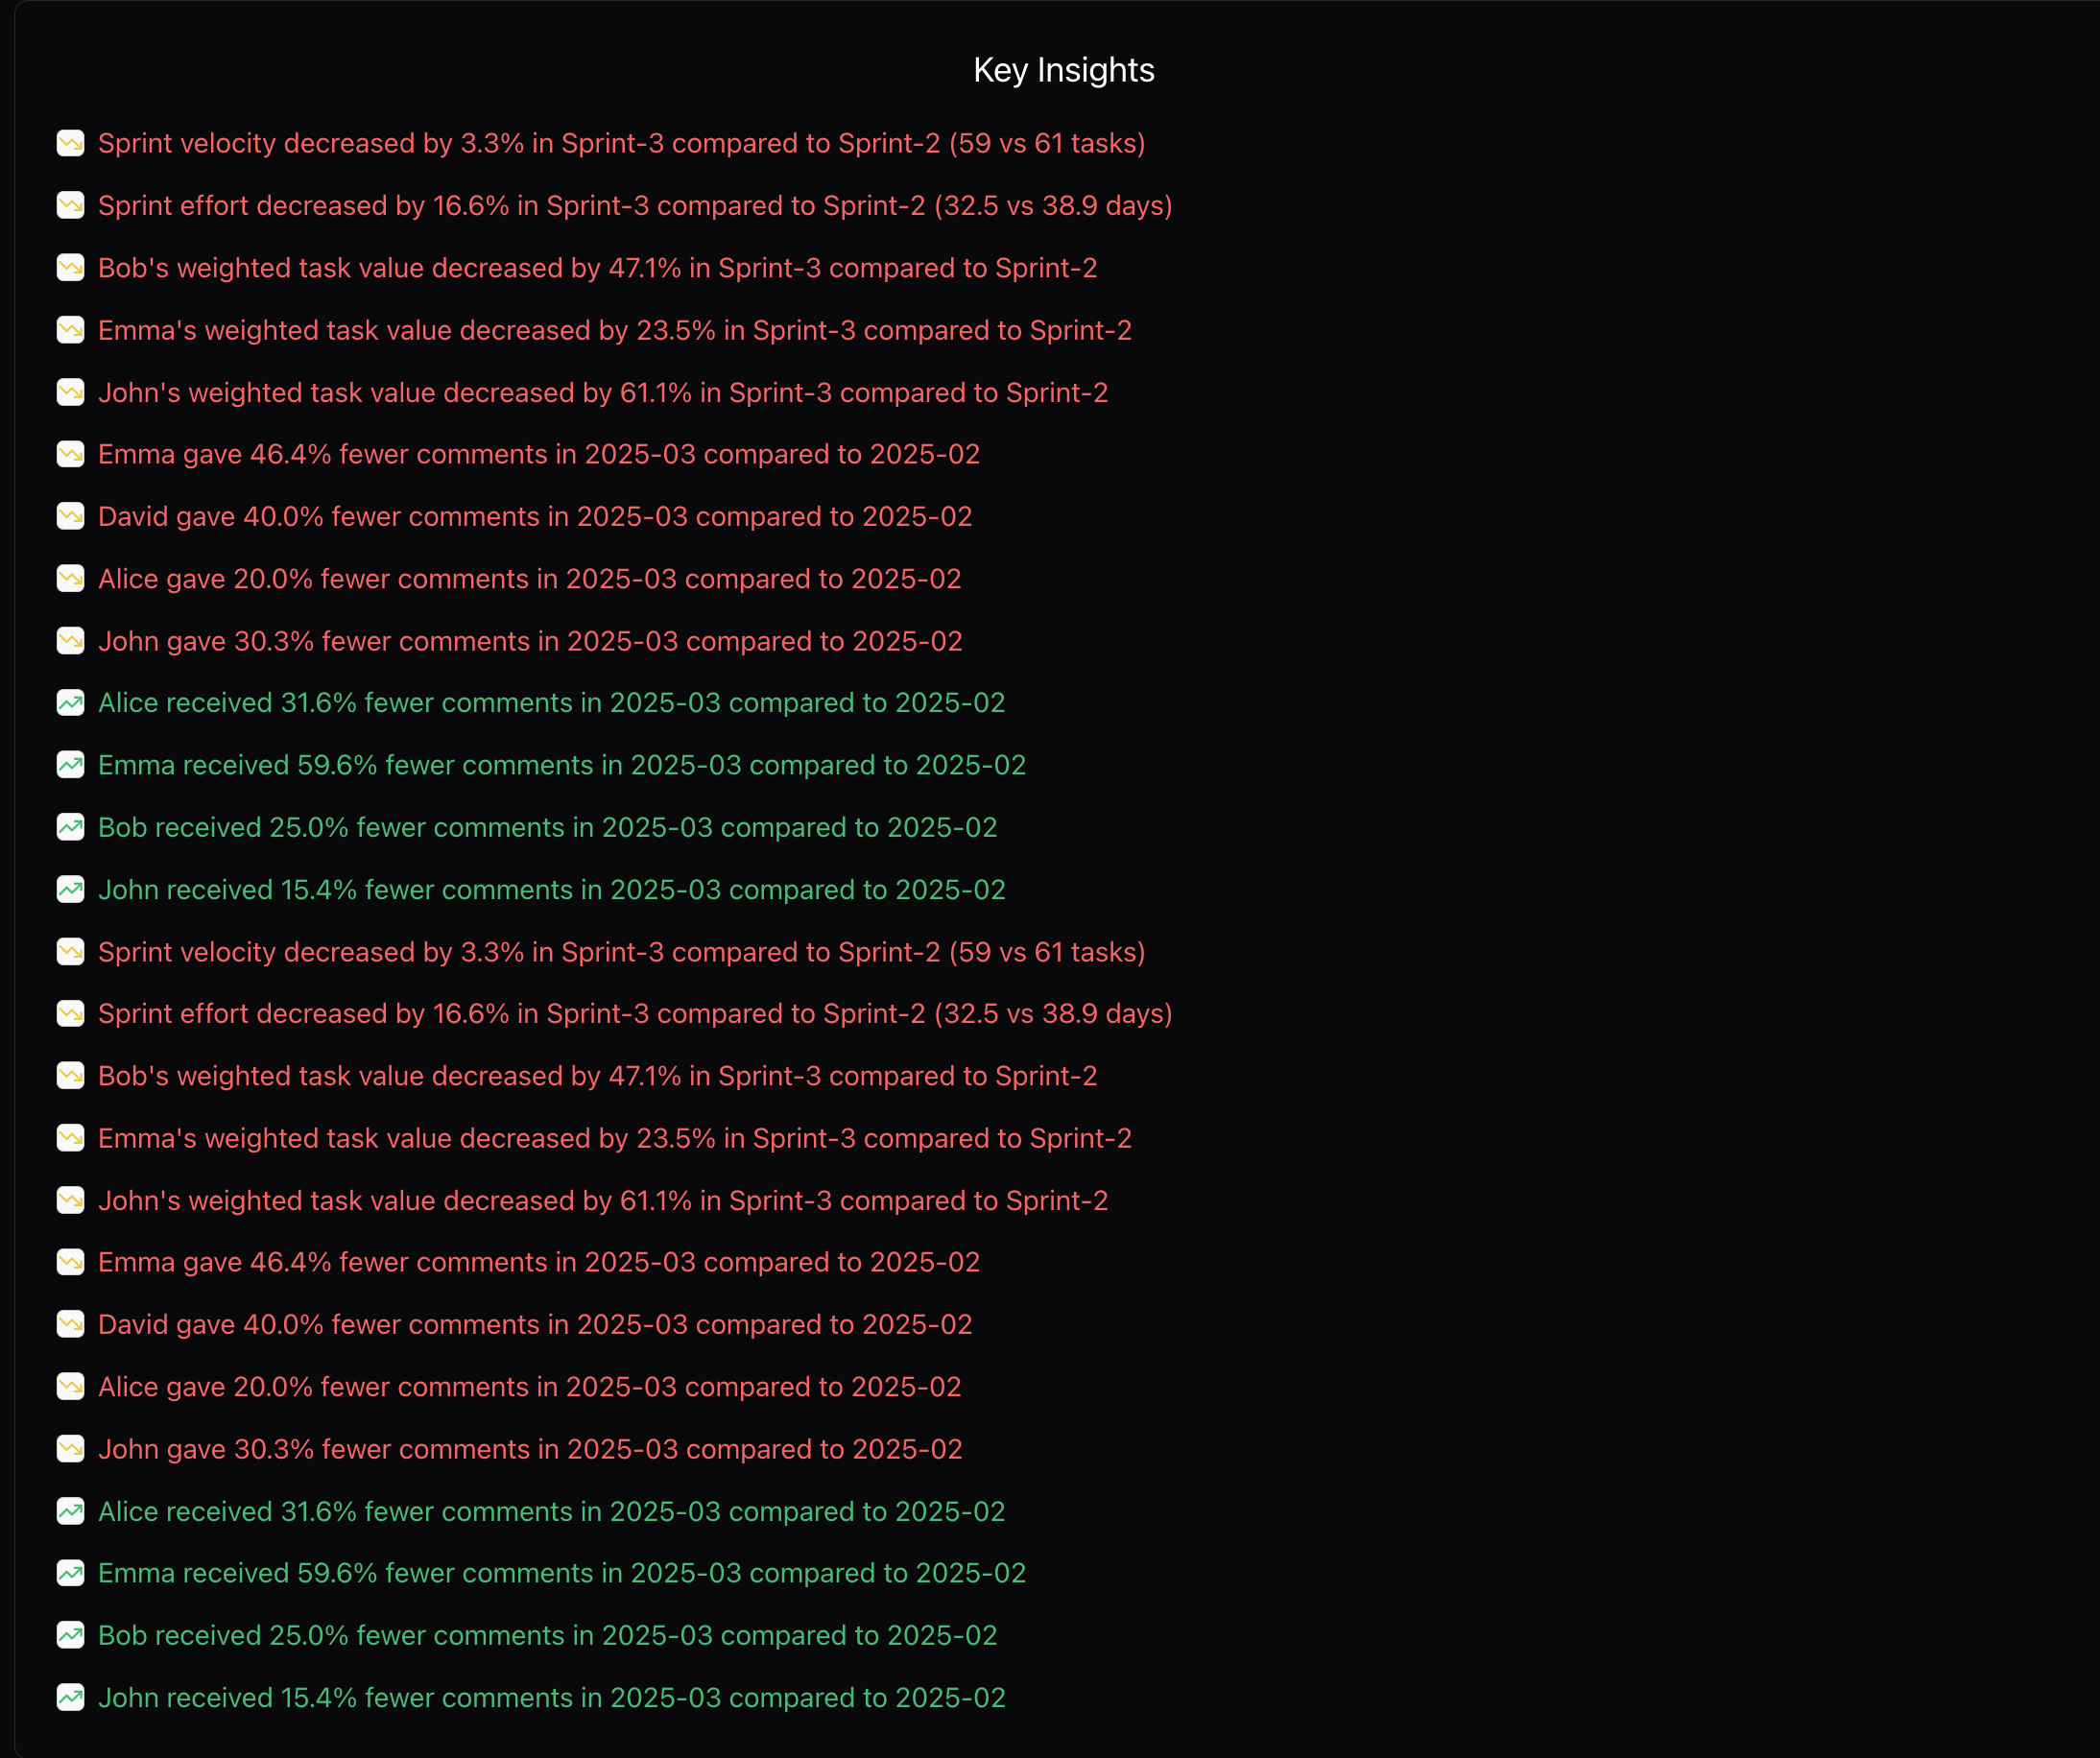 Key Insights
Sprint velocity decreased by 3.3% in Sprint-3 compared to Sprint-2 (59 vs 61 tasks)
Sprint effort decreased by 16.6% in Sprint-3 compared to Sprint-2 (32.5 vs 38.9 days)
Bob's weighted task value decreased by 47.1% in Sprint-3 compared to Sprint-2
Emma's weighted task value decreased by 23.5% in Sprint-3 compared to Sprint-2
John's weighted task value decreased by 61.1% in Sprint-3 compared to Sprint-2
Emma gave 46.4% fewer comments in 2025-03 compared to 2025-02
David gave 40.0% fewer comments in 2025-03 compared to 2025-02
Alice gave 20.0% fewer comments in 2025-03 compared to 2025-02
John gave 30.3% fewer comments in 2025-03 compared to 2025-02
Alice received 31.6% fewer comments in 2025-03 compared to 2025-02
Emma received 59.6% fewer comments in 2025-03 compared to 2025-02
Bob received 25.0% fewer comments in 2025-03 compared to 2025-02
John received 15.4% fewer comments in 2025-03 compared to 2025-02
Sprint velocity decreased by 3.3% in Sprint-3 compared to Sprint-2 (59 vs 61 tasks)
Sprint effort decreased by 16.6% in Sprint-3 compared to Sprint-2 (32.5 vs 38.9 days)
Bob's weighted task value decreased by 47.1% in Sprint-3 compared to Sprint-2
Emma's weighted task value decreased by 23.5% in Sprint-3 compared to Sprint-2
John's weighted task value decreased by 61.1% in Sprint-3 compared to Sprint-2
Emma gave 46.4% fewer comments in 2025-03 compared to 2025-02
David gave 40.0% fewer comments in 2025-03 compared to 2025-02
Alice gave 20.0% fewer comments in 2025-03 compared to 2025-02
John gave 30.3% fewer comments in 2025-03 compared to 2025-02
Alice received 31.6% fewer comments in 2025-03 compared to 2025-02
Emma received 59.6% fewer comments in 2025-03 compared to 2025-02
Bob received 25.0% fewer comments in 2025-03 compared to 2025-02
John received 15.4% fewer comments in 2025-03 compared to 2025-02